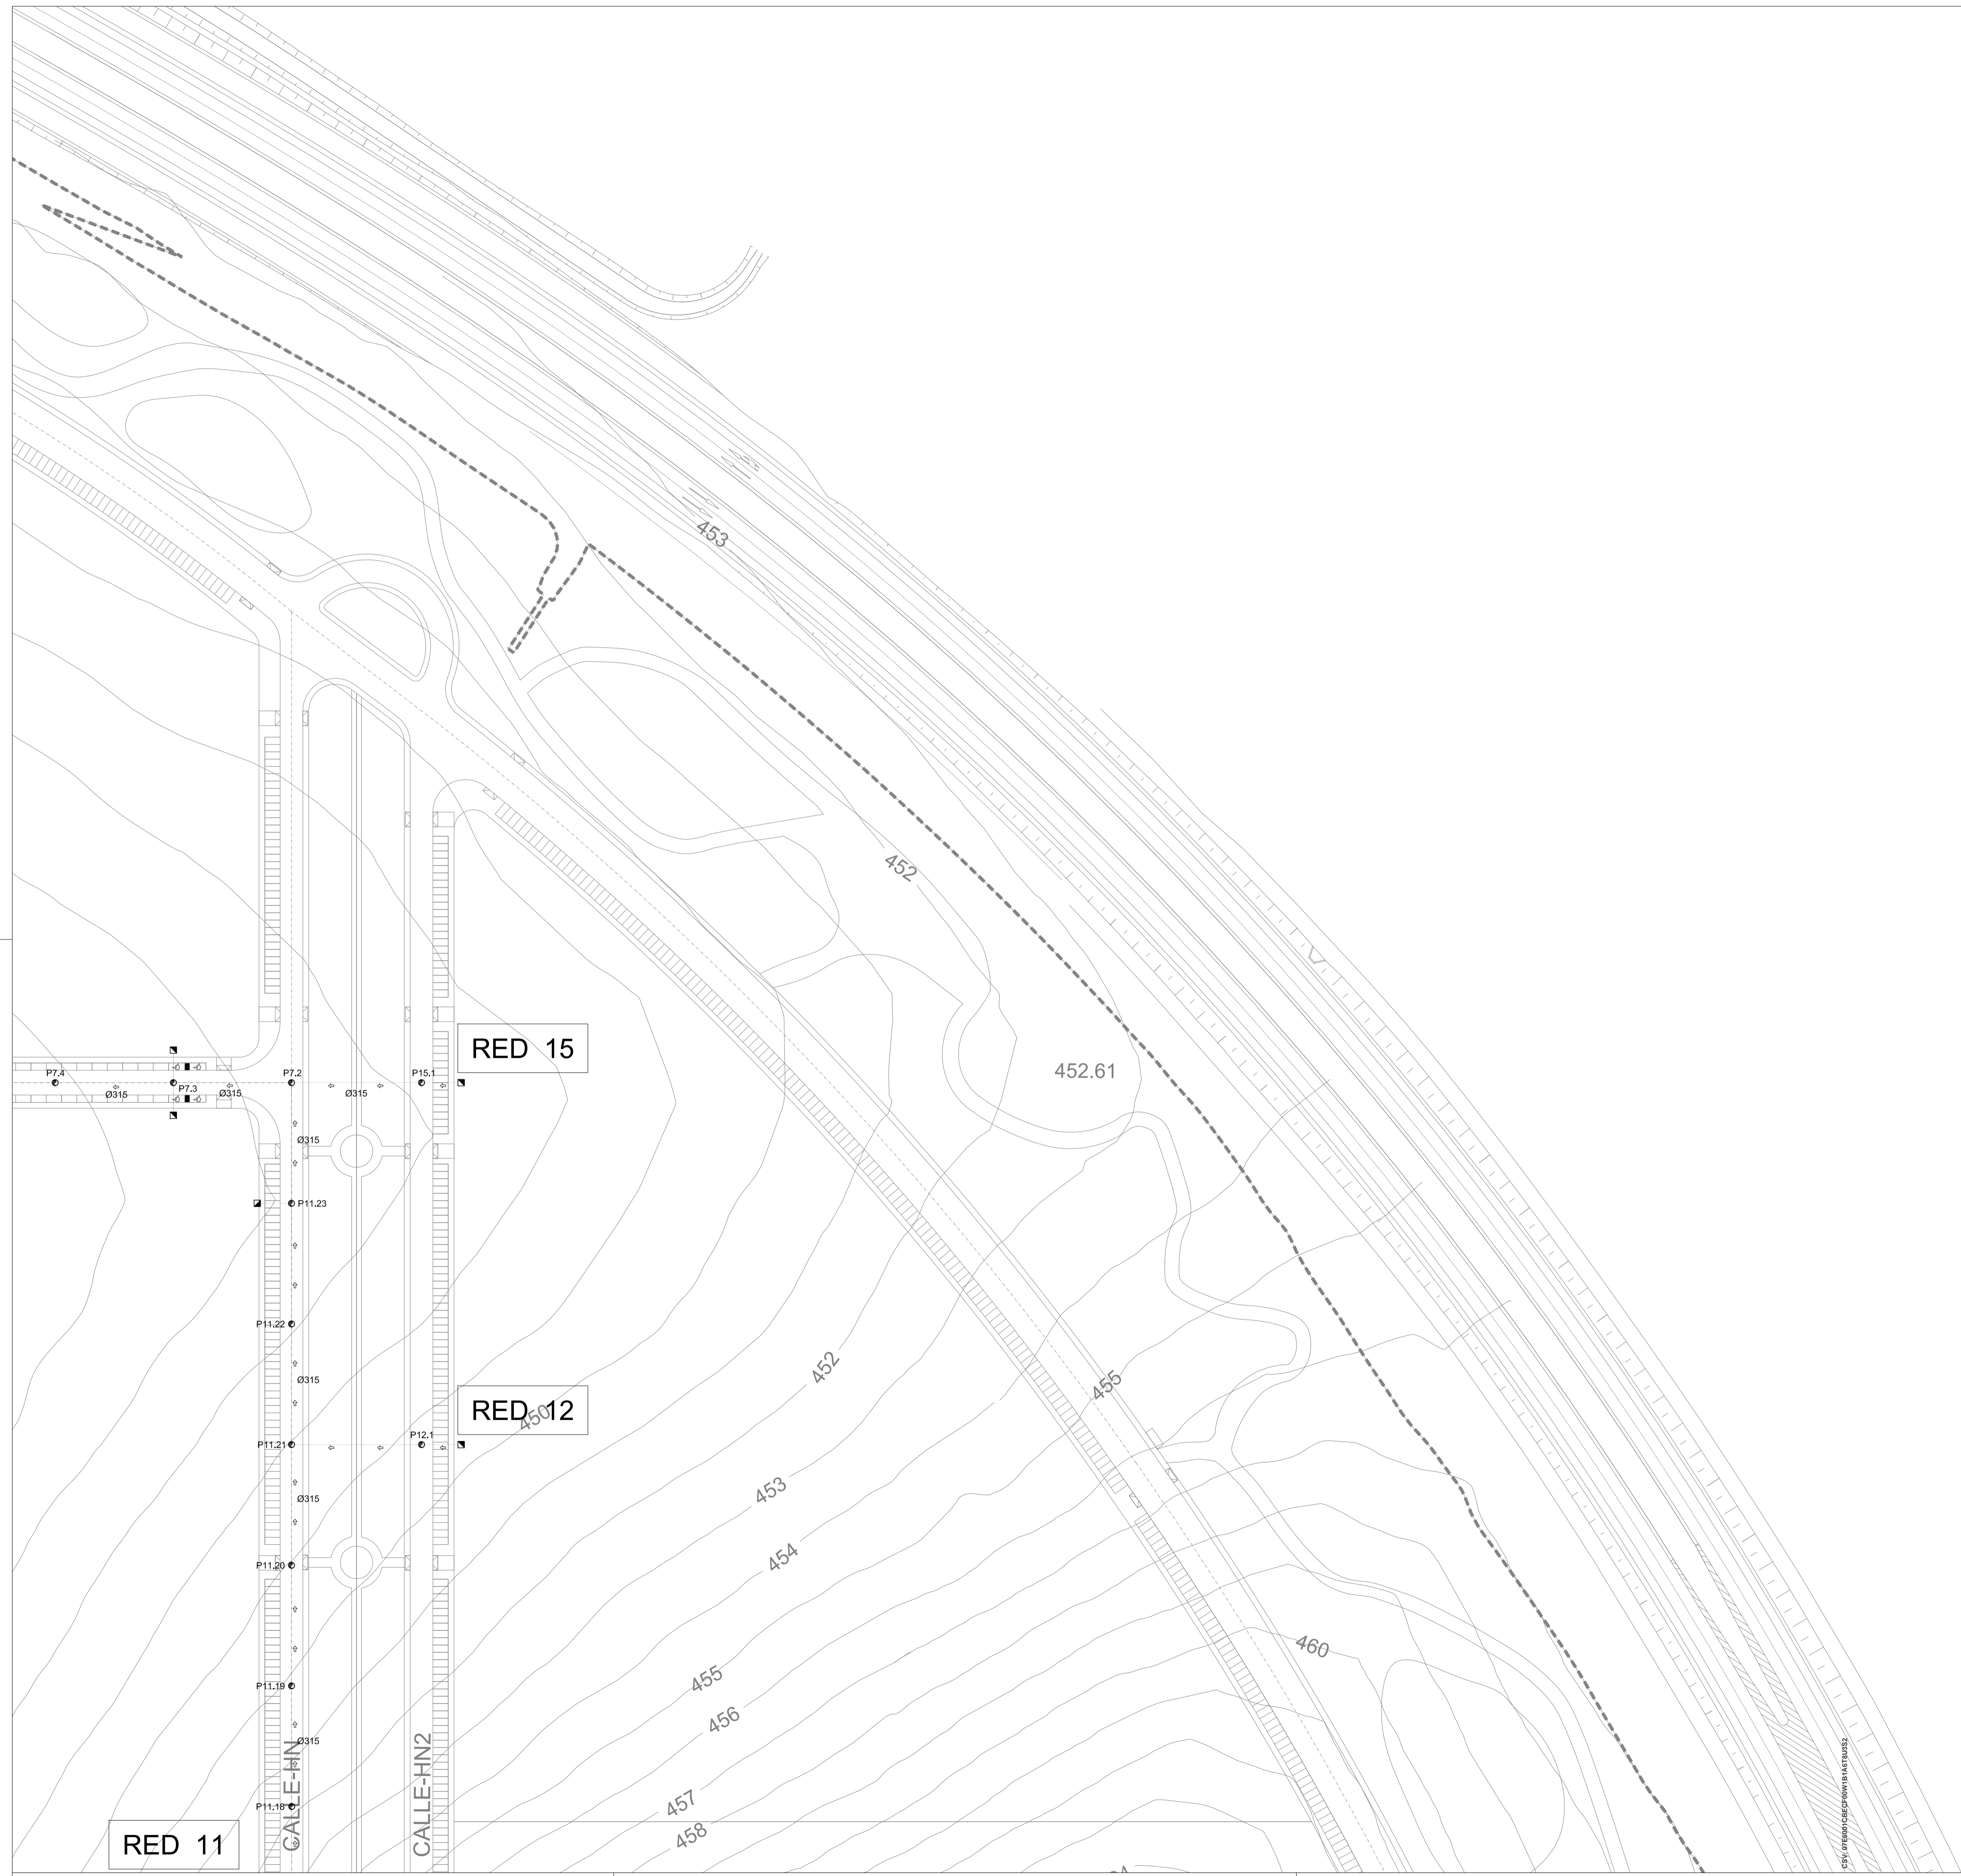 453
452
RED 15
452.61
P7.4
P7.3
P7.2
P15.1
Ø315
Ø315
Ø315
Ø315
P11.23
P11.22
452
Ø315
455
RED 12
450
P11.21
P12.1
453
Ø315
454
P11.20
460
455
P11.19
456
Ø315
CALLE-HN
CALLE-HN2
457
P11.18
458
RED 11